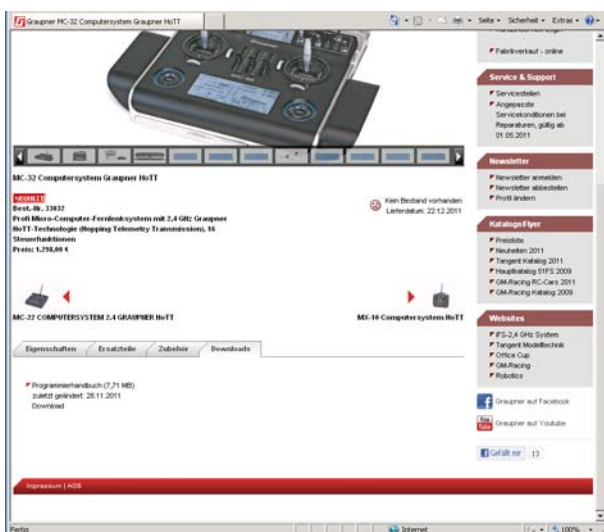 Graupner MC-32 Computersystem Graupner HoTT
Seite
Sicherheit
Extras
Fabrikverkauf - online
Service & Support
Servicestellen
Angepasste
Servicekonditionen bei
Reparaturen, gültig ab
01.05.2011
MC-32 Computersystem Graupner HoTT
Newsletter
Newsletter anmelden
Newsletter abbestellen
Profil ändern
NEUHEIT
Best.-Nr. 33032
Profi Micro-Computer-Fernlenksystem mit 2,4 GHz Graupner
HoTT-Technologie (Hopping Telemetry Transmission), 16
Steuerfunktionen
Preis: 1.298,00 €
Kein Bestand vorhanden
Lieferdatum: 22.12.2011
Kataloge/Flyer
Preisliste
Neuheiten 2011
Tangent Katalog 2011
Hauptkatalog 51FS 2009
GM-Racing RC-Cars 2011
GM-Racing Katalog 2009
MC-22 COMPUTERSYSTEM 2.4 GRAUPNER HoTT
MX-10 Computersystem HoTT
Websites
iFS-2,4 GHz System
Tangent Modelltechnik
Office Cup
GM-Racing
Robotics
Eigenschaften
Ersatzteile
Zubehör
Downloads
Programmierhandbuch (7,71 MB)
zuletzt geändert: 28.11.2011
Download
Graupner auf Facebook
You Tube
Graupner auf Youtube
Gefällt mir
13
Impressum | AGB
Fertig
Internet
100%